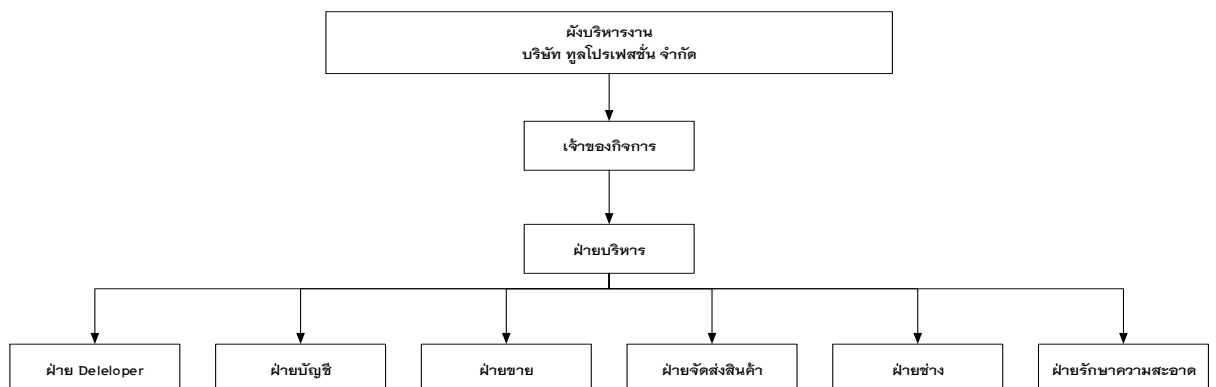 ผังบริหารงาน
บริษัท ทูลโปรเฟสชั่น จำกัด
เจ้าของกิจการ
ฝ่ายบริหาร
ฝ่าย Deleloper
ฝ่ายบัญชี
ฝ่ายขาย
ฝ่ายจัดส่งสินค้า
ฝ่ายช่าง
ฝ่ายรักษาความสะอาด